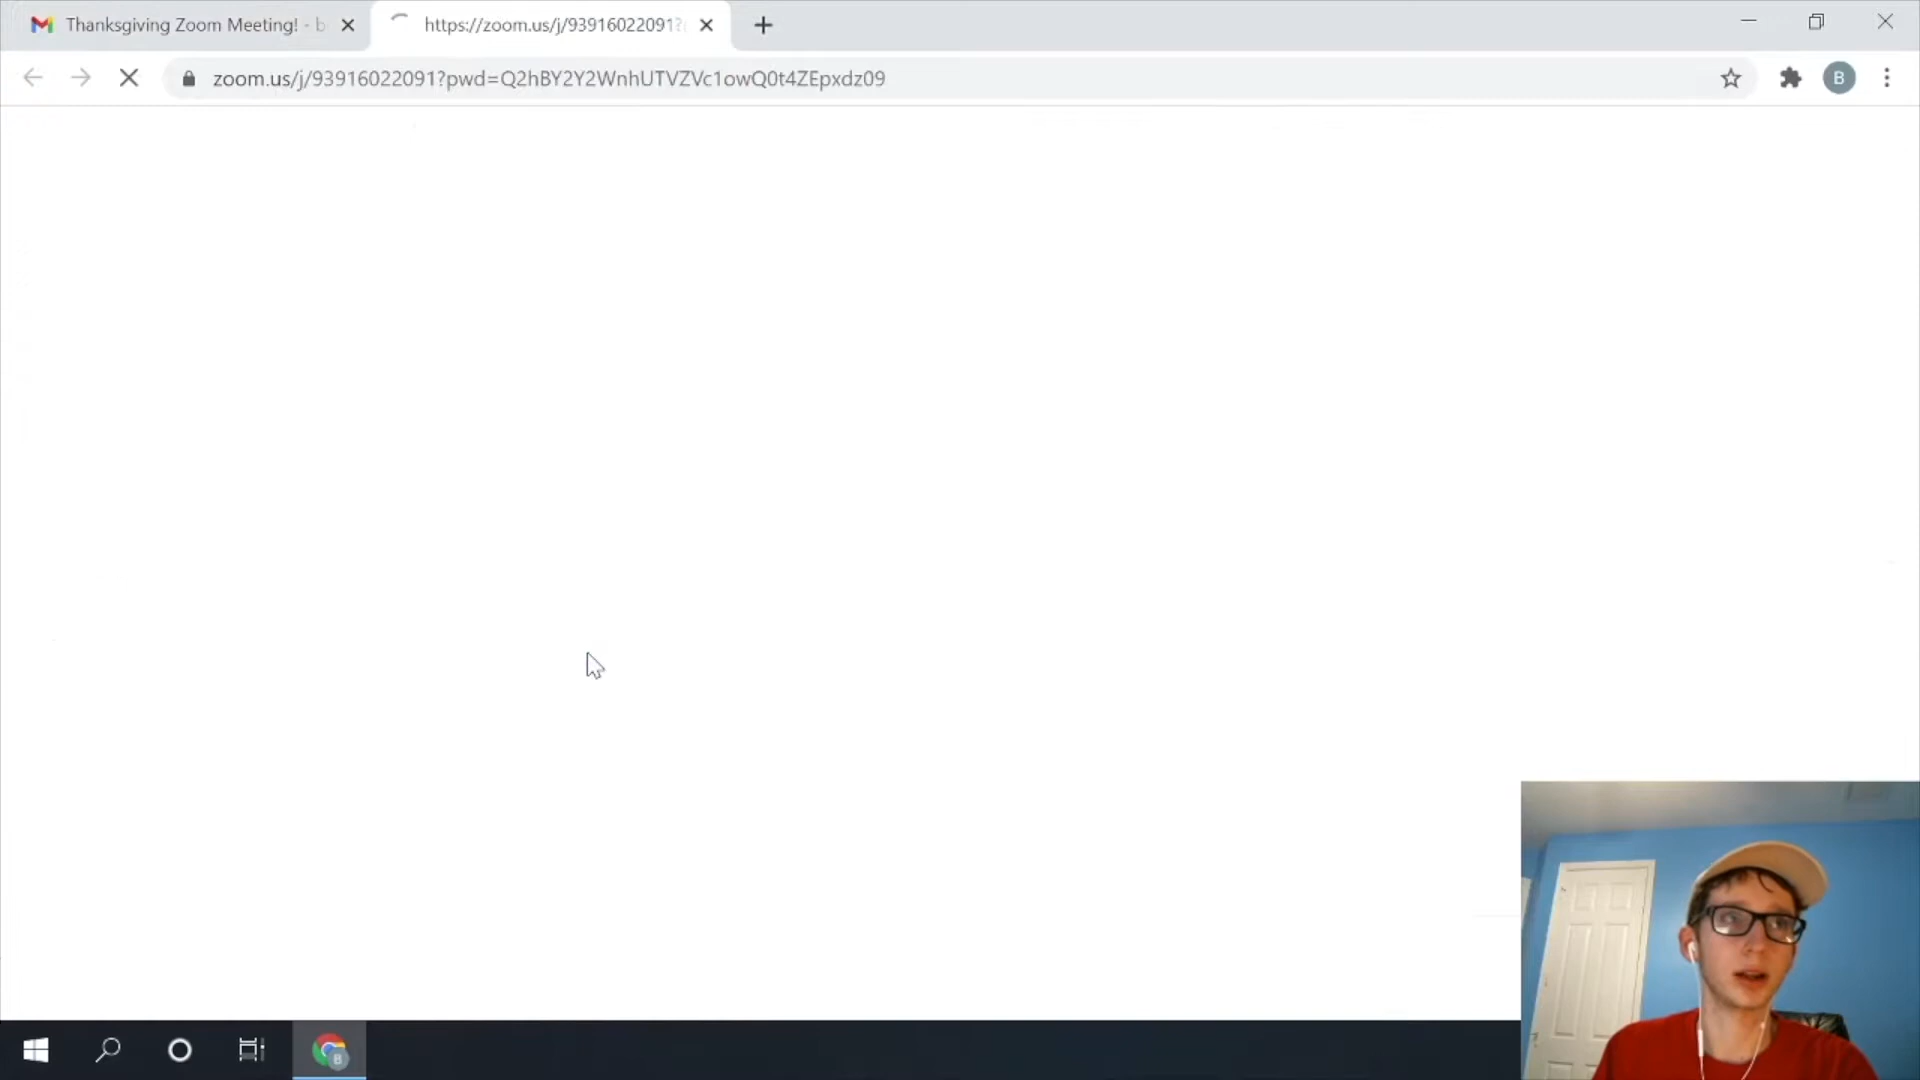 Thanksgiving Zoom Meeting! - b
https://zoom.us/j/93916022091?
zoom.us/j/93916022091?pwd=Q2hBY2Y2WnhUTVZVc1owQ0t4ZEpxdz09
B
B